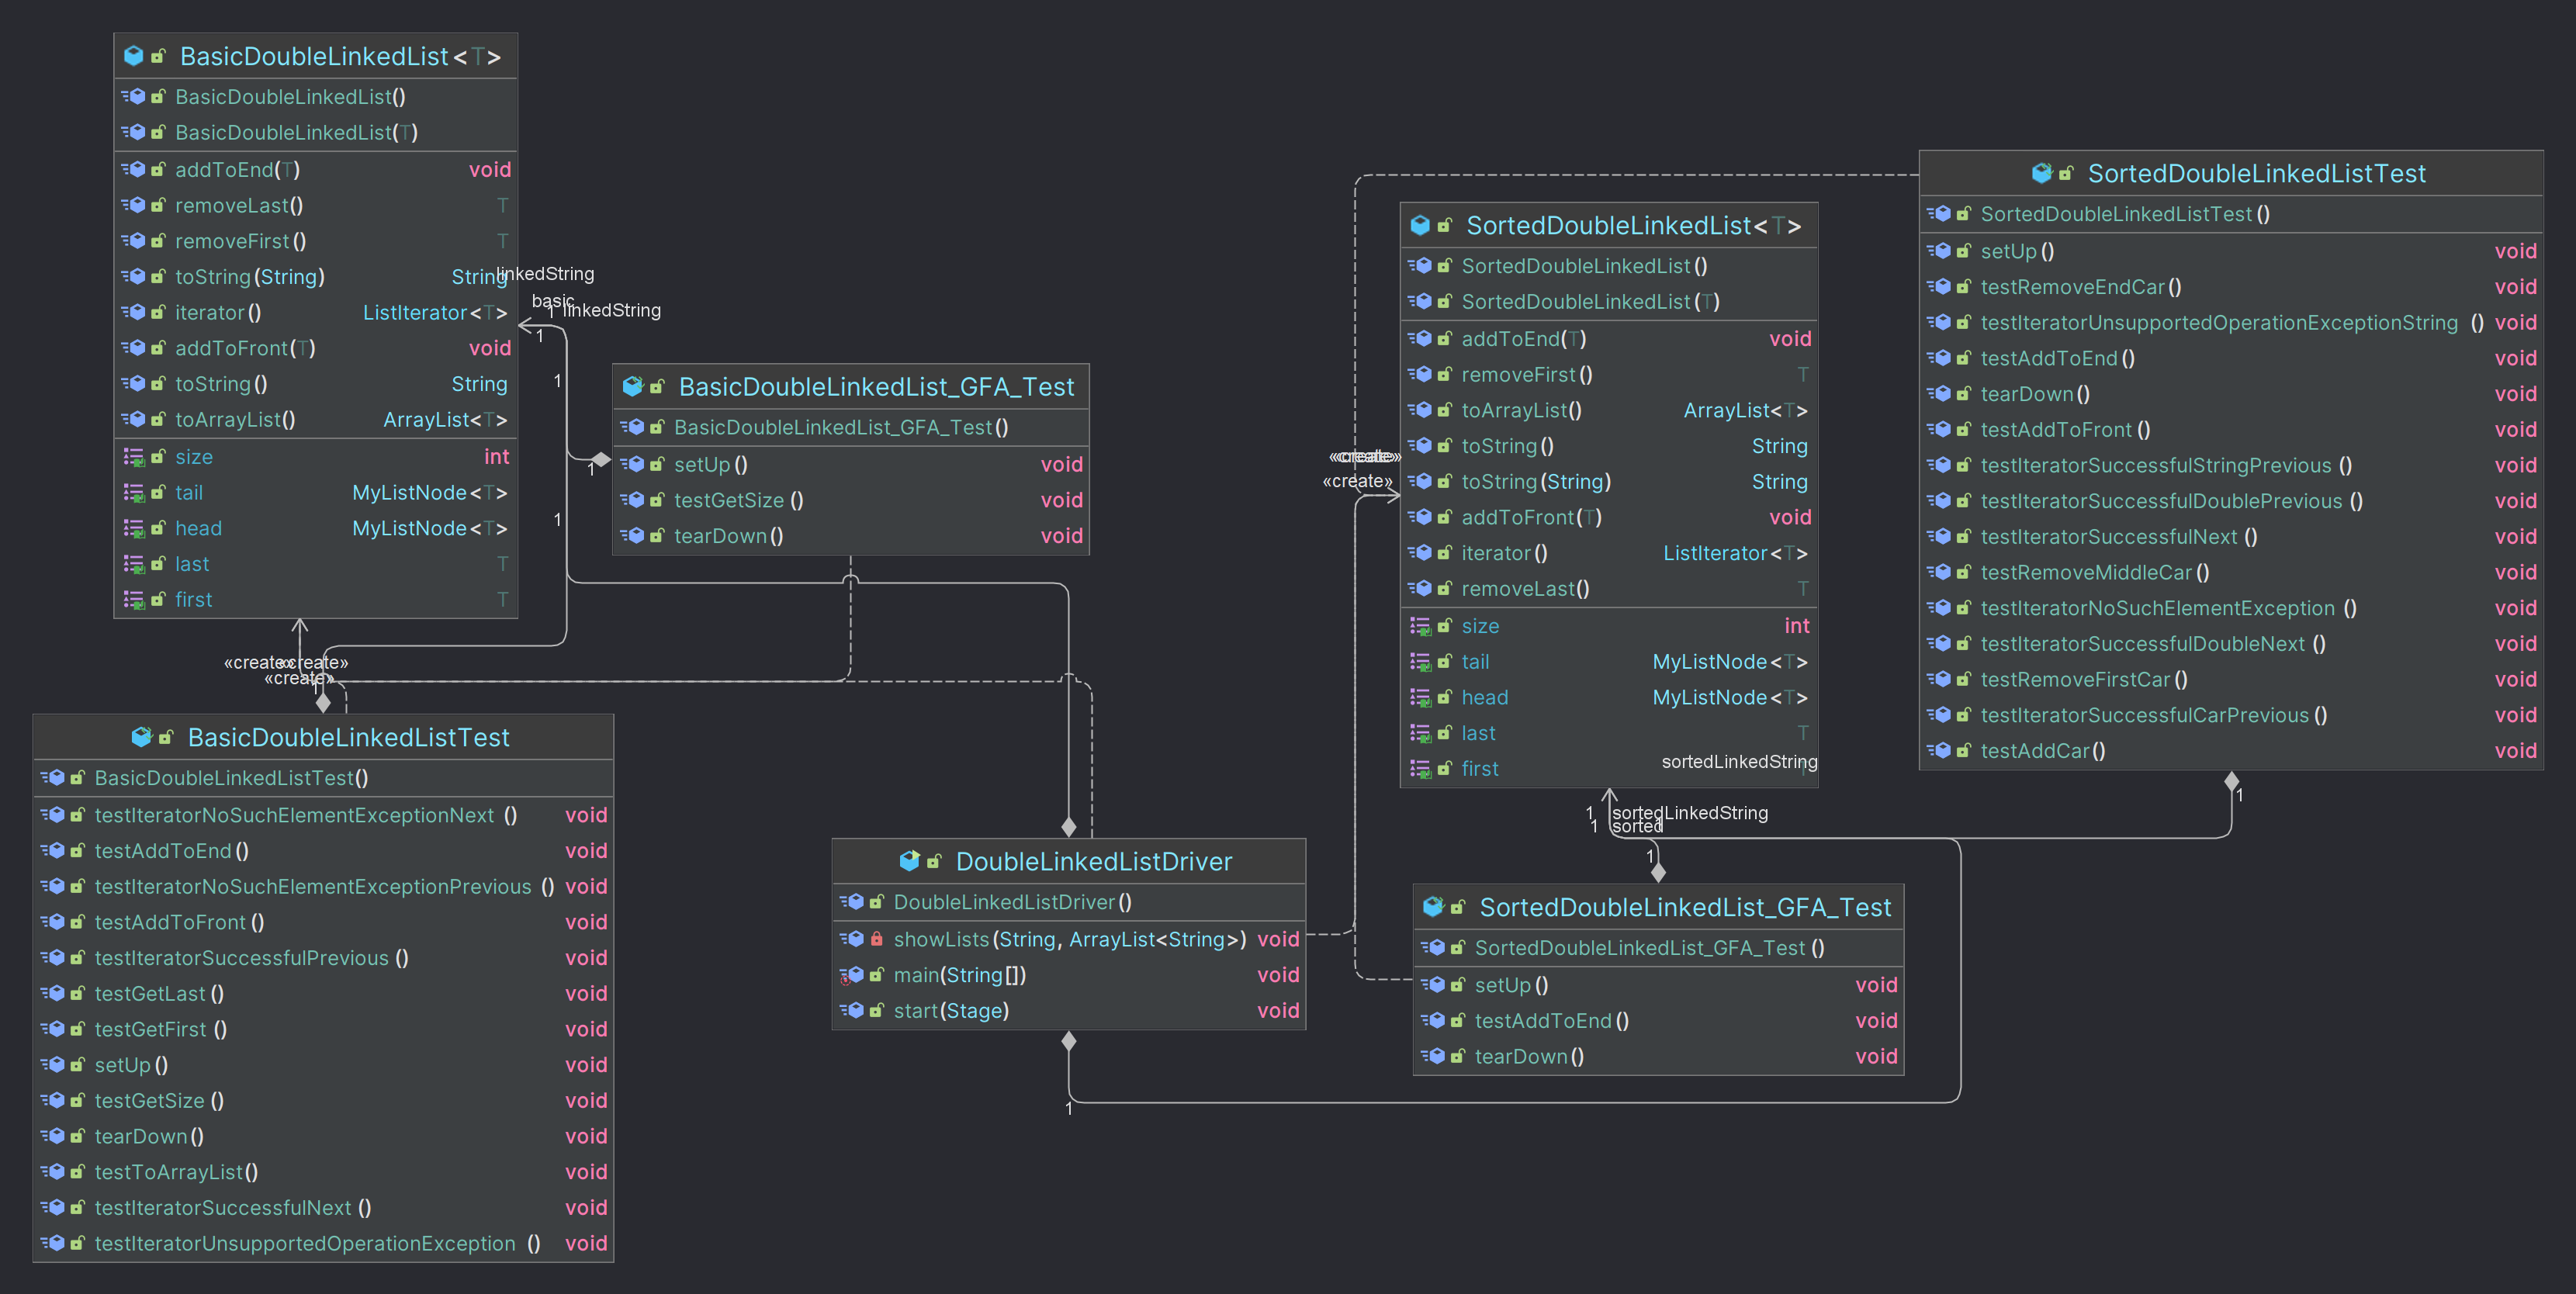 BasicDoubleLinkedList<T>
BasicDoubleLinkedList()
BasicDoubleLinkedList(T)
addToEnd(T) void
removeLast() T
removeFirst() T
toString(String) String
iterator() ListIterator<T>
addToFront(T) void
toString() String
toArrayList() ArrayList<T>
size int
tail MyListNode<T>
head MyListNode<T>
last T
first T
linkedString
basic
1 linkedString
1
1
1
1
BasicDoubleLinkedList_GFA_Test
BasicDoubleLinkedList_GFA_Test()
setUp() void
testGetSize() void
tearDown() void
«create»
«create»
«create»
1
BasicDoubleLinkedListTest
BasicDoubleLinkedListTest()
testIteratorNoSuchElementExceptionNext() void
testAddToEnd() void
testIteratorNoSuchElementExceptionPrevious() void
testAddToFront() void
testIteratorSuccessfulPrevious() void
testGetLast() void
testGetFirst() void
setUp() void
testGetSize() void
tearDown() void
testToArrayList() void
testIteratorSuccessfulNext() void
testIteratorUnsupportedOperationException() void
DoubleLinkedListDriver
DoubleLinkedListDriver()
showLists(String, ArrayList<String>) void
main(String[]) void
start(Stage) void
1
«create»
«create»
«create»
SortedDoubleLinkedList<T>
SortedDoubleLinkedList()
SortedDoubleLinkedList(T)
addToEnd(T) void
removeFirst() T
toArrayList() ArrayList<T>
toString() String
toString(String) String
addToFront(T) void
iterator() ListIterator<T>
removeLast() T
size int
tail MyListNode<T>
head MyListNode<T>
last T
first T
sortedLinkedString
1 sortedLinkedString
1 sorted
1
1
1
SortedDoubleLinkedList_GFA_Test
SortedDoubleLinkedList_GFA_Test()
setUp() void
testAddToEnd() void
tearDown() void
SortedDoubleLinkedListTest
SortedDoubleLinkedListTest()
setUp() void
testRemoveEndCar() void
testIteratorUnsupportedOperationExceptionString() void
testAddToEnd() void
tearDown() void
testAddToFront() void
testIteratorSuccessfulStringPrevious() void
testIteratorSuccessfulDoublePrevious() void
testIteratorSuccessfulNext() void
testRemoveMiddleCar() void
testIteratorNoSuchElementException() void
testIteratorSuccessfulDoubleNext() void
testRemoveFirstCar() void
testIteratorSuccessfulCarPrevious() void
testAddCar() void